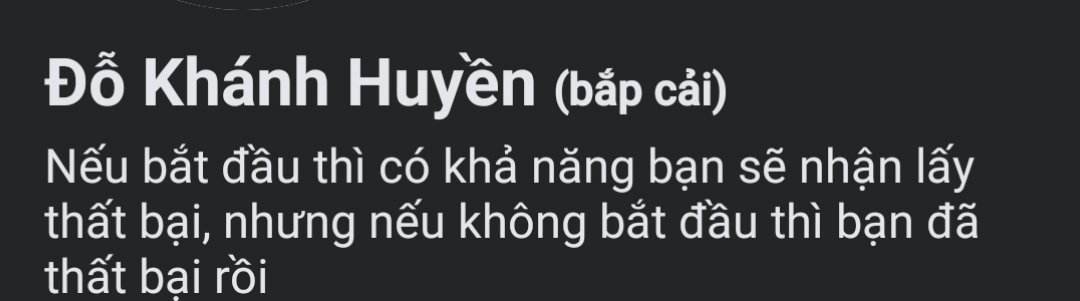 Đỗ Khánh Huyền (bắp cải)
Nếu bắt đầu thì có khả năng bạn sẽ nhận lấy
thất bại, nhưng nếu không bắt đầu thì bạn đã
thất bại rồi